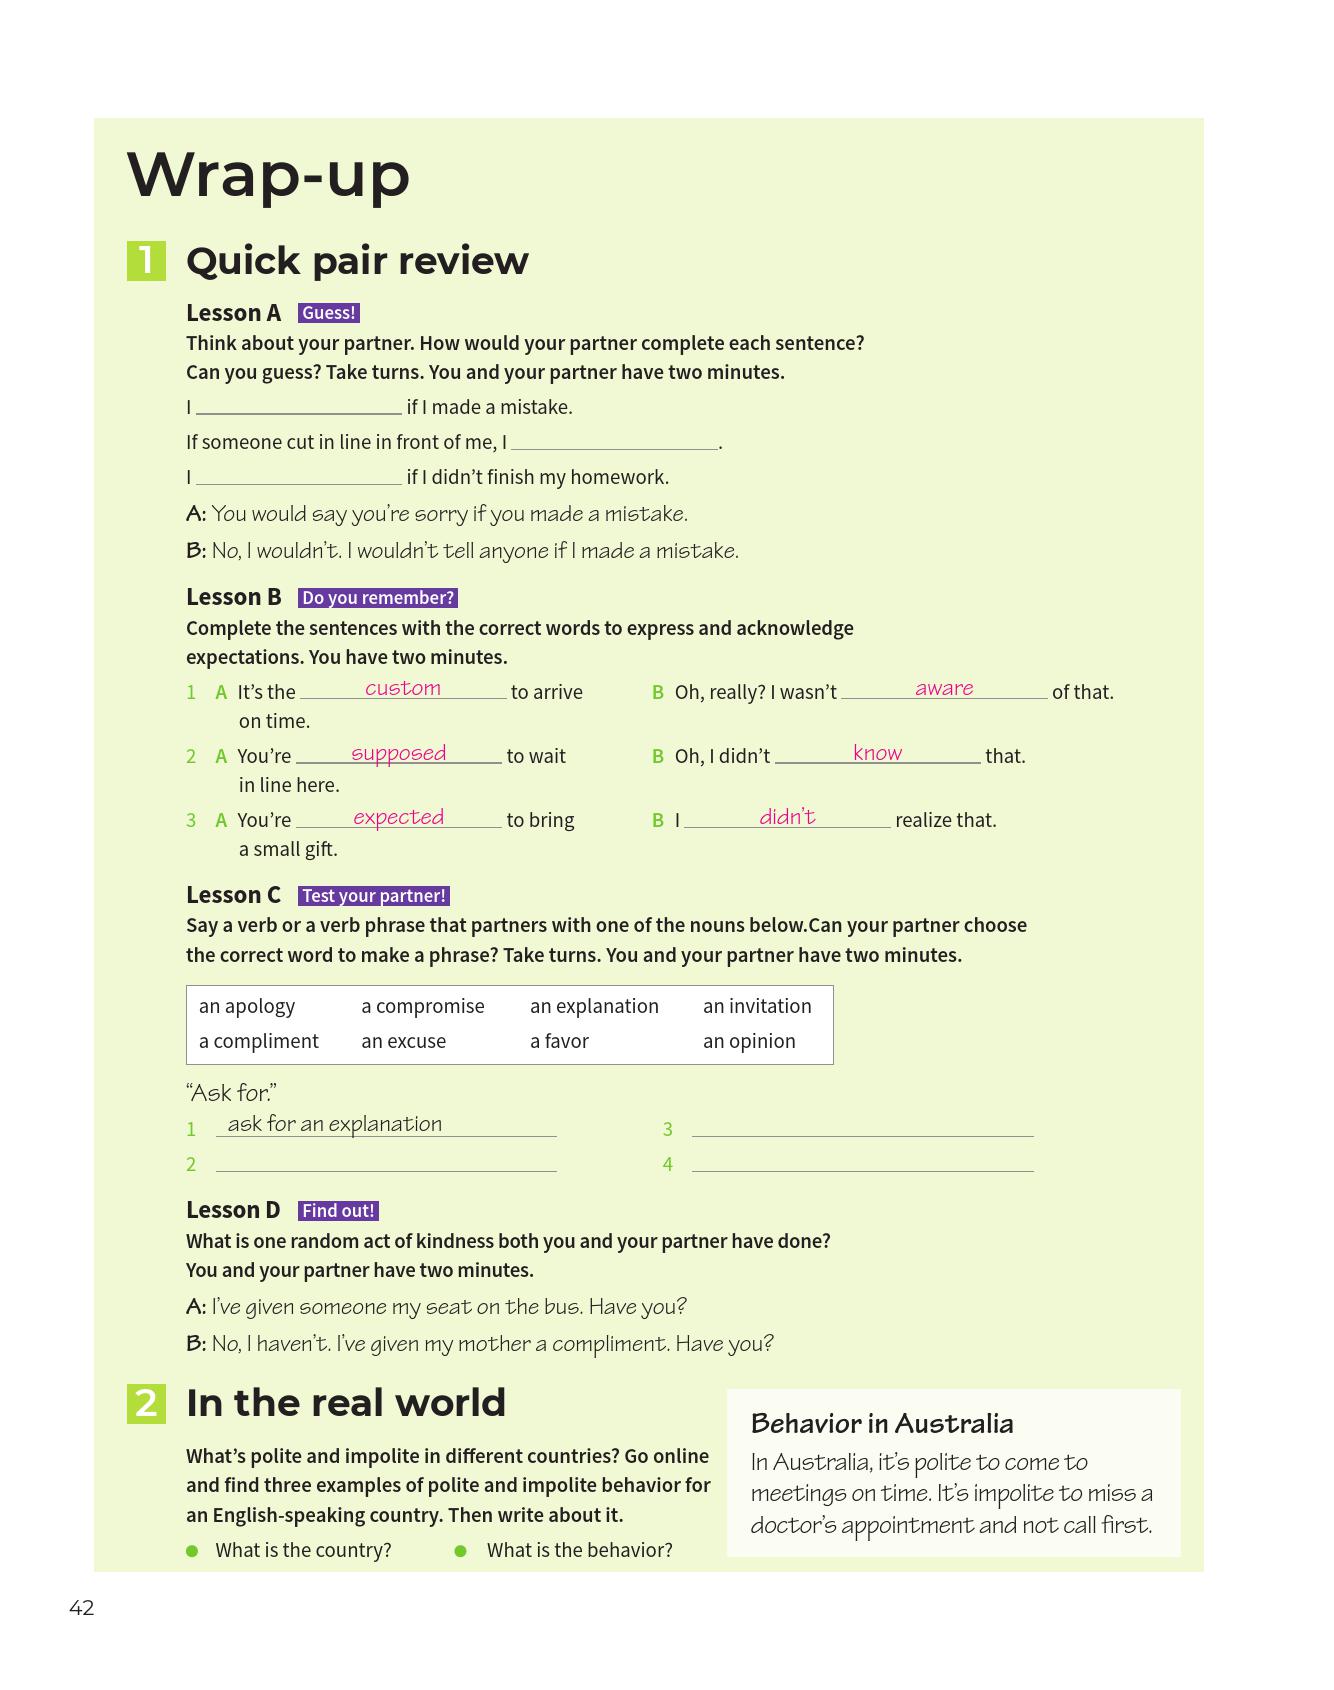 Wrap-up
1 Quick pair review
Lesson A Guess!
Think about your partner. How would your partner complete each sentence?
Can you guess? Take turns. You and your partner have two minutes.
I if I made a mistake.
If someone cut in line in front of me, I .
I if I didn’t finish my homework.
A: You would say you’re sorry if you made a mistake.
B: No, I wouldn’t. I wouldn’t tell anyone if I made a mistake.
Lesson B Do you remember?
Complete the sentences with the correct words to express and acknowledge
expectations. You have two minutes.
1 A It’s the custom to arrive
on time.
B Oh, really? I wasn’t aware of that.
2 A You’re supposed to wait
in line here.
B Oh, I didn’t know that.
3 A You’re expected to bring
a small gift.
B I didn’t realize that.
Lesson C Test your partner!
Say a verb or a verb phrase that partners with one of the nouns below.Can your partner choose
the correct word to make a phrase? Take turns. You and your partner have two minutes.
an apology a compromise an explanation an invitation
a compliment an excuse a favor an opinion
“Ask for.”
1 ask for an explanation 3
2 4
Lesson D Find out!
What is one random act of kindness both you and your partner have done?
You and your partner have two minutes.
A: I’ve given someone my seat on the bus. Have you?
B: No, I haven’t. I’ve given my mother a compliment. Have you?
2 In the real world
What’s polite and impolite in different countries? Go online
and find three examples of polite and impolite behavior for
an English-speaking country. Then write about it.
• What is the country? • What is the behavior?
Behavior in Australia
In Australia, it’s polite to come to
meetings on time. It’s impolite to miss a
doctor’s appointment and not call first.
42